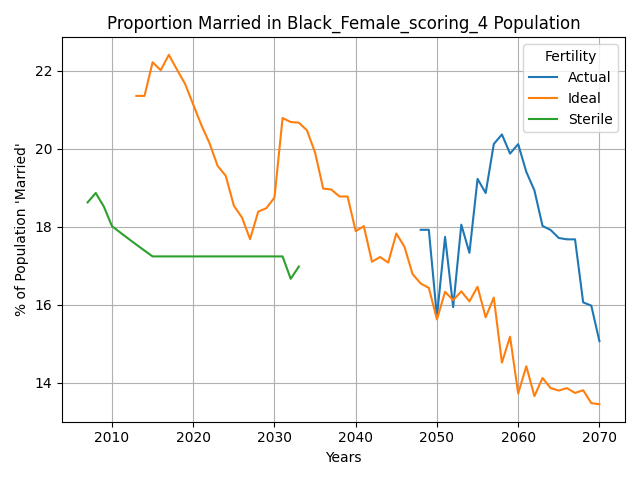 Proportion Married in Black_Female_scoring_4 Population
% of Population 'Married'
22
20
18
16
14
Fertility
Actual
Ideal
Sterile
2010 2020 2030 2040 2050 2060 2070
Years